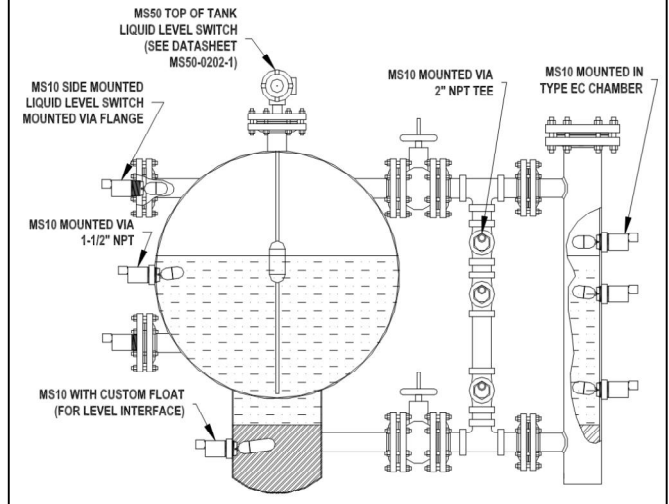 MS50 TOP OF TANK
LIQUID LEVEL SWITCH
(SEE DATASHEET
MS50-0202-1)
MS10 SIDE MOUNTED
LIQUID LEVEL SWITCH
MOUNTED VIA FLANGE
MS10 MOUNTED VIA
2" NPT TEE
MS10 MOUNTED IN
TYPE EC CHAMBER
MS10 MOUNTED VIA
1-1/2" NPT
MS10 WITH CUSTOM FLOAT
(FOR LEVEL INTERFACE)